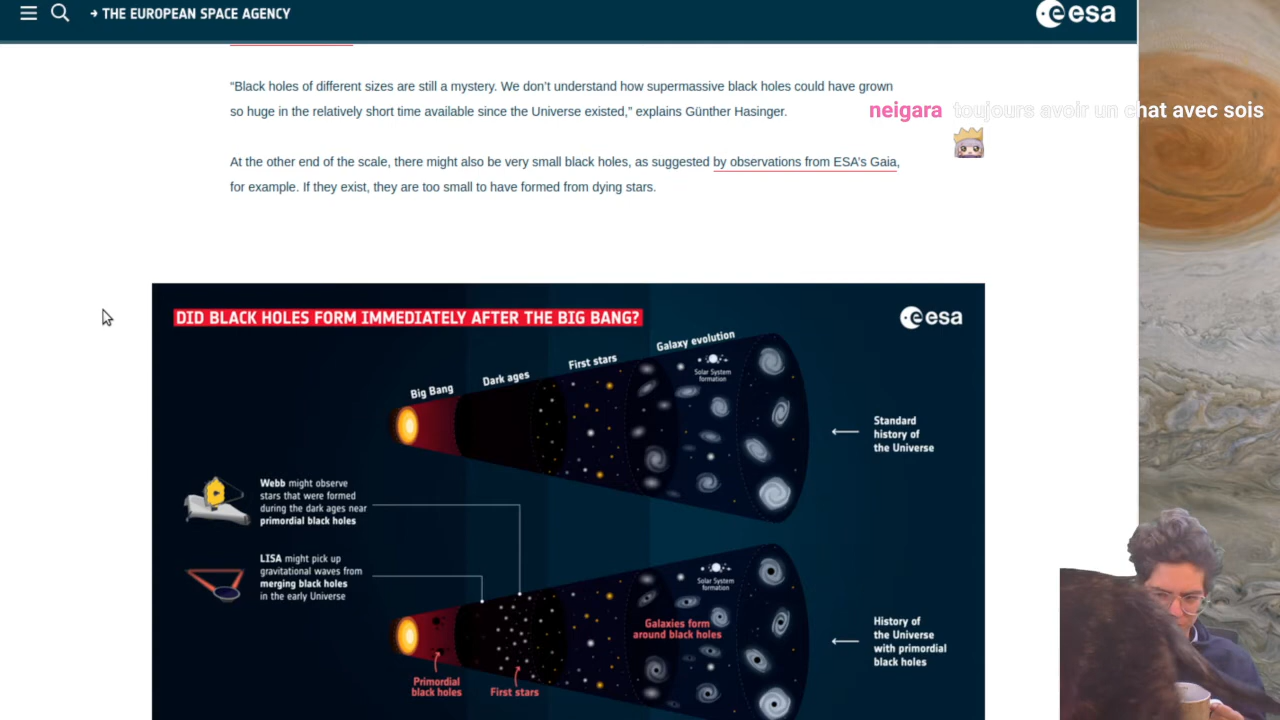 → THE EUROPEAN SPACE AGENCY
esa
“Black holes of different sizes are still a mystery. We don’t understand how supermassive black holes could have grown
so huge in the relatively short time available since the Universe existed,” explains Günther Hasinger.
neigara toujours avoir un chat avec sois
At the other end of the scale, there might also be very small black holes, as suggested by observations from ESA’s Gaia,
for example. If they exist, they are too small to have formed from dying stars.
DID BLACK HOLES FORM IMMEDIATELY AFTER THE BIG BANG?
esa
Big Bang
Dark ages
First stars
Galaxy evolution
Solar System
formation
Standard
history of
the Universe
Webb might observe
stars that were formed
during the dark ages near
primordial black holes
LISA might pick up
gravitational waves from
merging black holes
in the early Universe
Solar System
formation
Galaxies form
around black holes
History of
the Universe
with primordial
black holes
Primordial
black holes
First stars